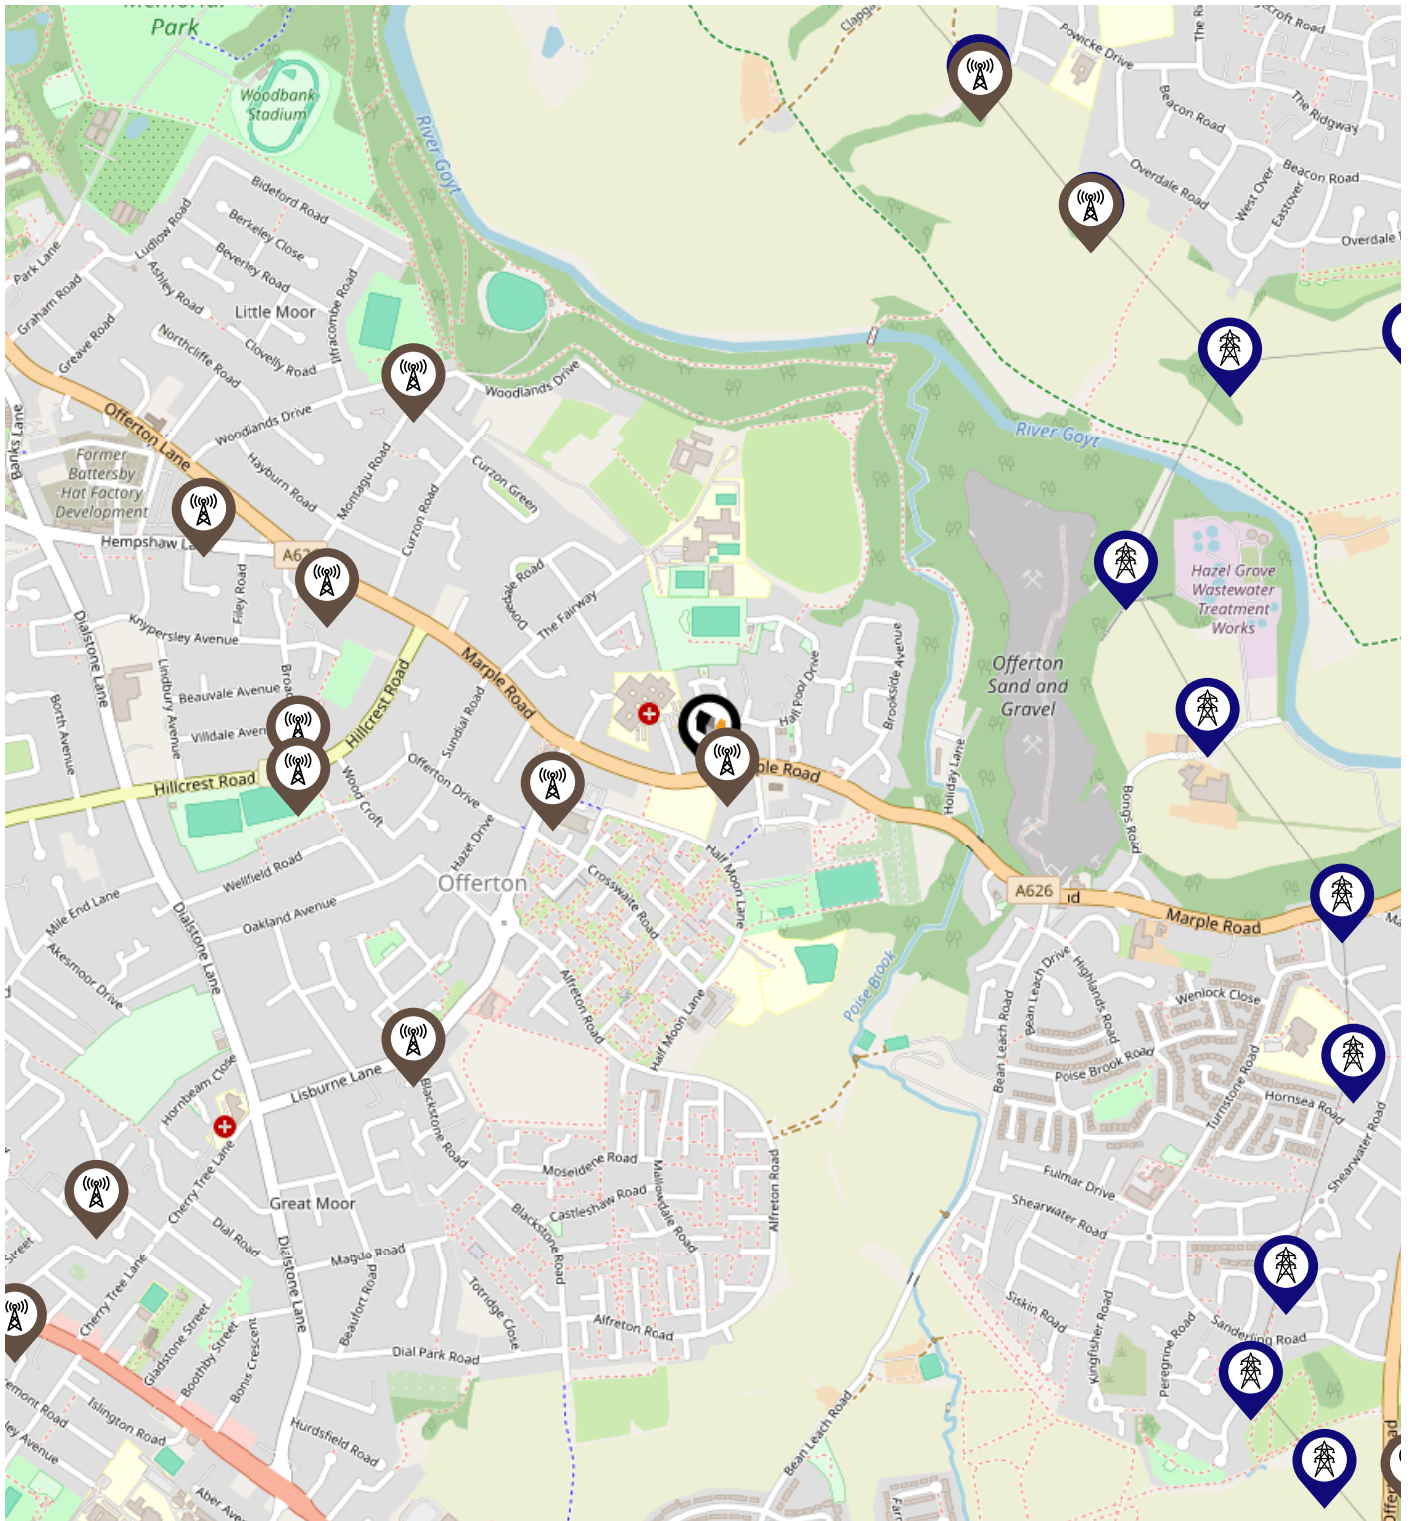 Park
Woodbank
Stadium
River Goyt
Powicke Drive
Beacon Road
The Ridgway
Overdale Road
West Over
Eastover
Beacon Road
Bideford Road
Berkeley Close
Beverley Road
Ludlow Road
Ashley Road
Park Lane
Graham Road
Greave Road
Little Moor
Ilfracombe Road
Clovelly Road
Northcliffe Road
Woodlands Drive
Woodlands Drive
Offerton Lane
Banks Lane
Former
Battersby
Hat Factory
Development
Hayburn Road
Montagu Road
Curzon Road
Curzon Green
River Goyt
Hazel Grove
Wastewater
Treatment
Works
Filey Road
Dovedale Road
The Fairway
Knypersley Avenue
Dialstone Lane
Lindbury Avenue
Beauvale Avenue
Hillcrest Road
Marple Road
Sundial Road
Hall Pool Drive
Brookside Avenue
Offerton
Sand and
Gravel
Borth Avenue
Hillcrest Road
Wood Croft
Offerton Drive
Hazel Drive
Holiday Lane
Bongs Road
Wellfield Road
Offerton
Crosswaite Road
Half Moon Lane
A626
Marple Road
Mile End Lane
Oakland Avenue
Dialstone Lane
Akesmoor Drive
Alfreton Road
Half Moon Lane
Poise Brook
Bean Leach Drive
Highlands Road
Wenlock Close
Bean Leach Road
Poise Brook Road
Turnstone Road
Hornsea Road
Shearwater Road
Hornbeam Close
Lisburne Lane
Blackstone Road
Cherry Tree Lane
Great Moor
Moseldene Road
Mallowdale Road
Castleshaw Road
Alfreton Road
Fulmar Drive
Shearwater Road
Dial Road
Magda Road
Blackstone Road
Dialstone Lane
Beaufort Road
Totridge Close
Alfreton Road
Cherry Tree Lane
Gladstone Street
Boothby Street
Bonis Crescent
Dial Park Road
Siskin Road
Kingfisher Road
Peregrine Road
Sanderling Road
Islington Road
Hurdsfield Road
Bean Leach Road